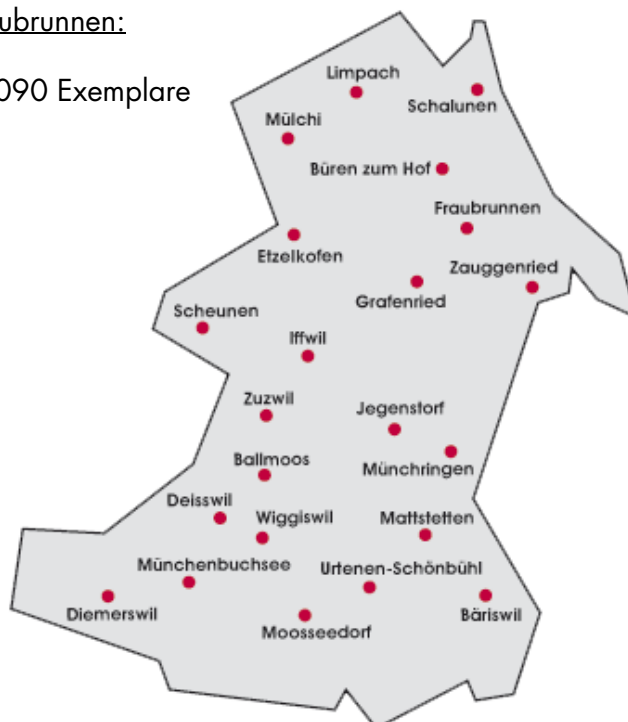 aubrunnen:
090 Exemplare
Limpach
Schalunen
Mülchi
Büren zum Hof
Fraubrunnen
Etzelkofen
Zauggenried
Grafenried
Scheunen
Iffwil
Zuzwil
Jegenstorf
Ballmoos
Münchringen
Deisswil
Wiggiswil
Mattstetten
Münchenbuchsee
Urtenen-Schönbühl
Diemerswil
Bäriswil
Moosseedorf